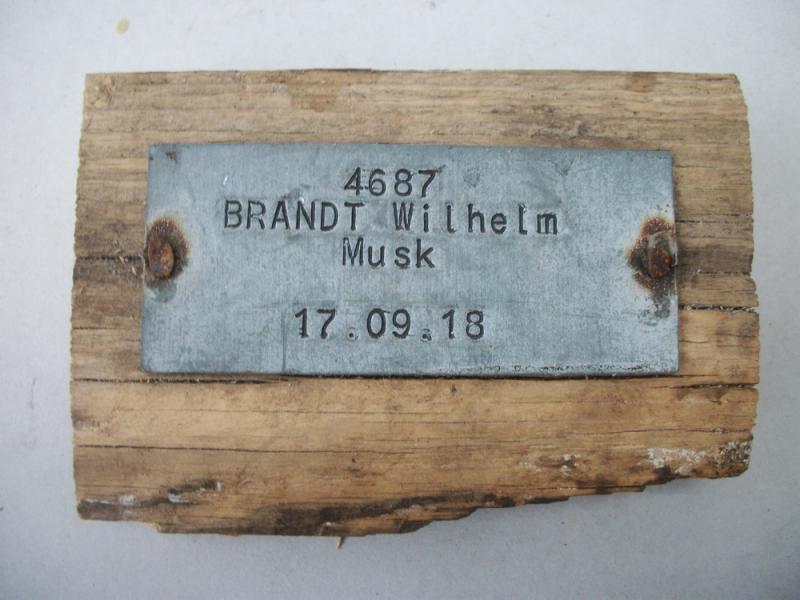 4687
BRANDT Wilhelm
Musk
17.09.18